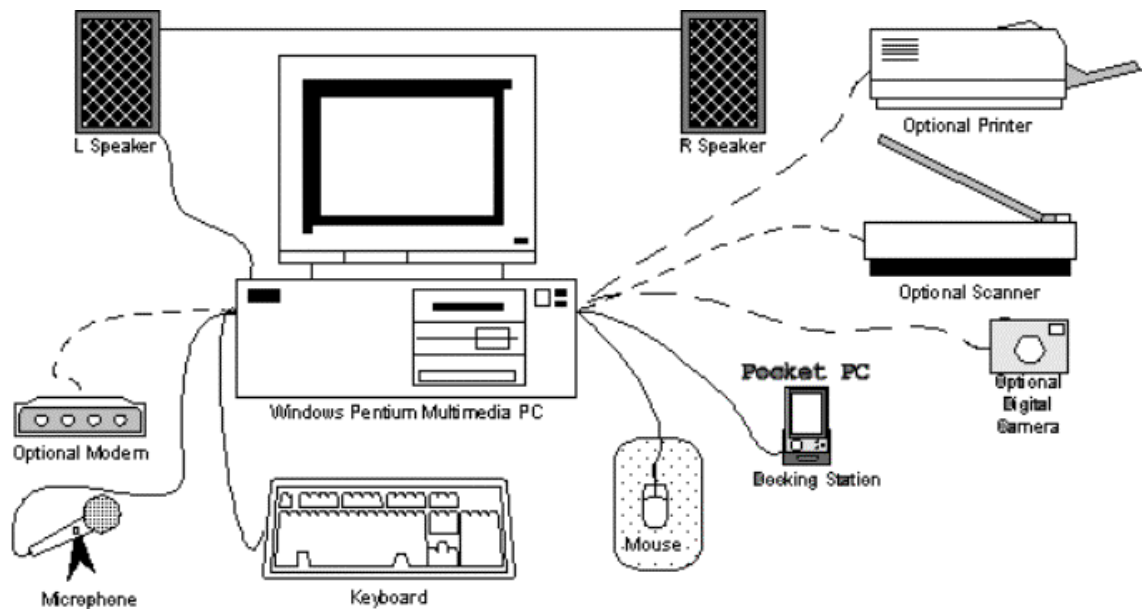 L Speaker
R Speaker
Optional Printer
Optional Scanner
Optional
Digital
Camera
Windows Pentium Multimedia PC
Pocket PC
Docking Station
Optional Modem
Mouse
Microphone
Keyboard